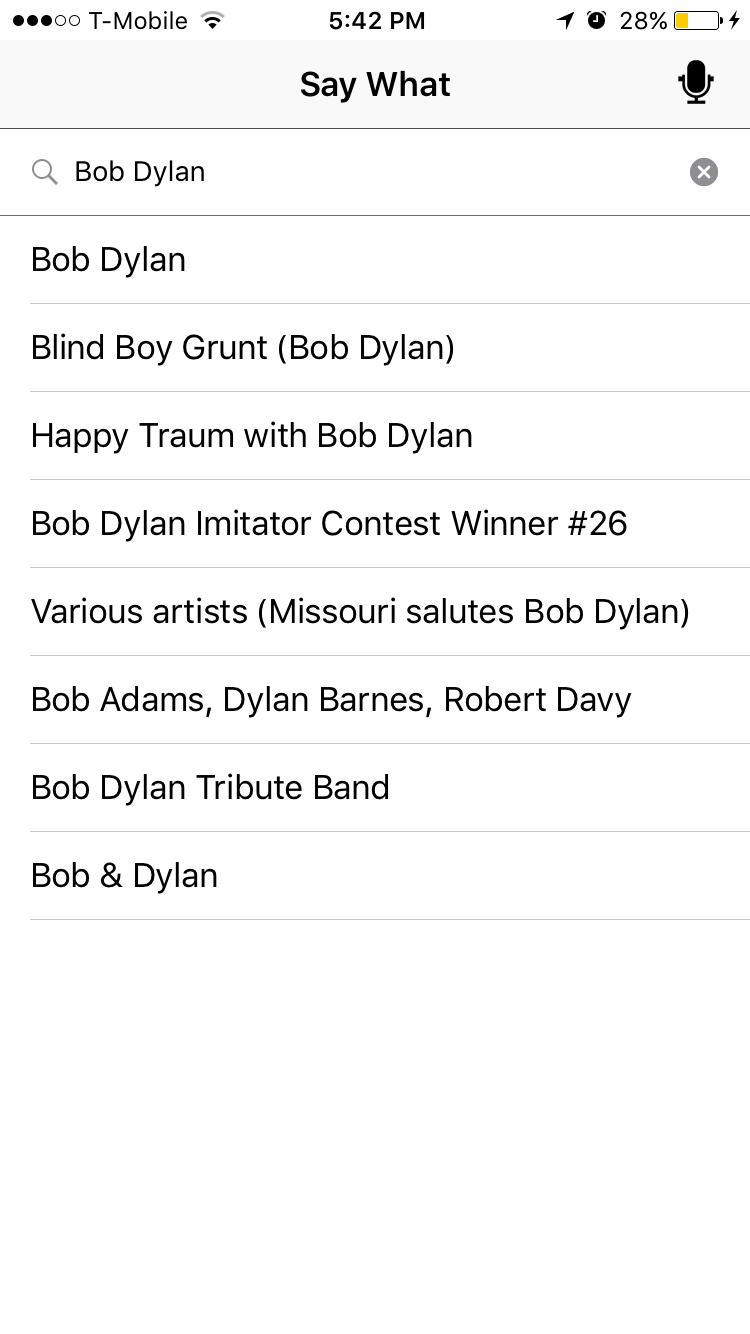 T-Mobile 5:42 PM 28%
Say What
Bob Dylan
Bob Dylan
Blind Boy Grunt (Bob Dylan)
Happy Traum with Bob Dylan
Bob Dylan Imitator Contest Winner #26
Various artists (Missouri salutes Bob Dylan)
Bob Adams, Dylan Barnes, Robert Davy
Bob Dylan Tribute Band
Bob & Dylan